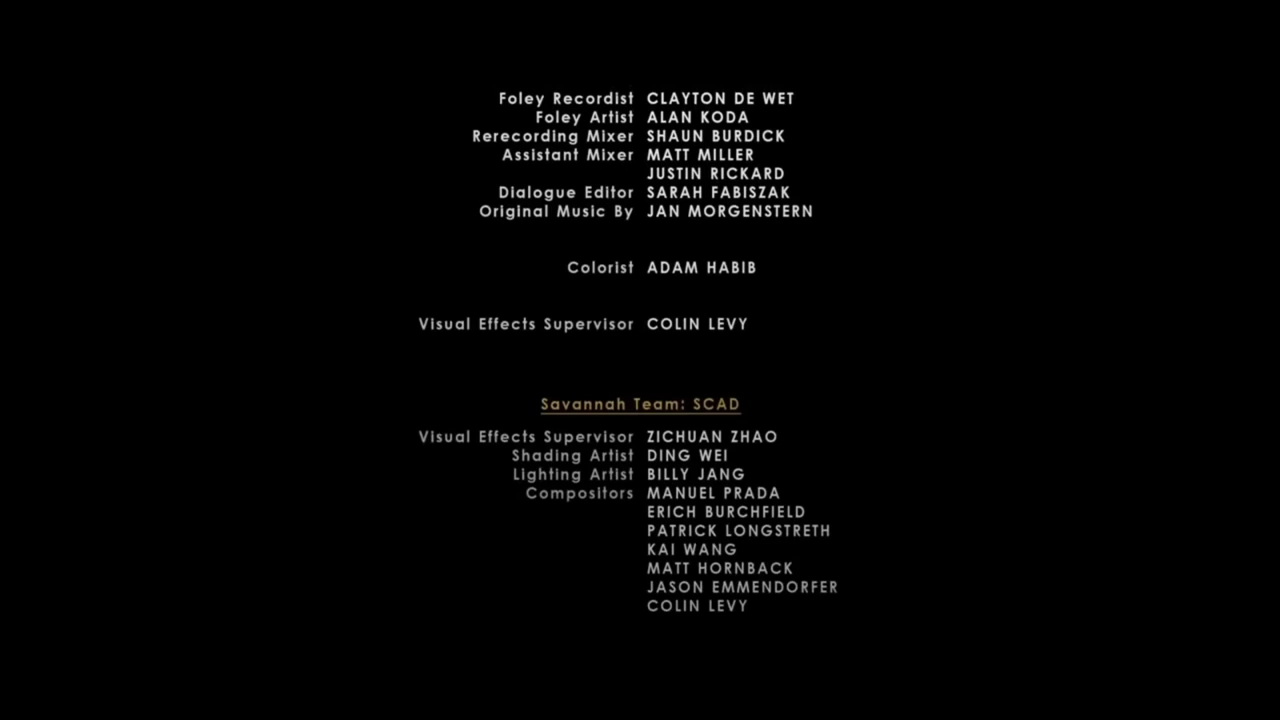 Foley Recordist CLAYTON DE WET
Foley Artist ALAN KODA
Rerecording Mixer SHAUN BURDICK
Assistant Mixer MATT MILLER
JUSTIN RICKARD
Dialogue Editor SARAH FABISZAK
Original Music By JAN MORGENSTERN
Colorist ADAM HABIB
Visual Effects Supervisor COLIN LEVY
Savannah Team: SCAD
Visual Effects Supervisor ZICHUAN ZHAO
Shading Artist DING WEI
Lighting Artist BILLY JANG
Compositors MANUEL PRADA
ERICH BURCHFIELD
PATRICK LONGSTRETH
KAI WANG
MATT HORNBACK
JASON EMMENDORFER
COLIN LEVY